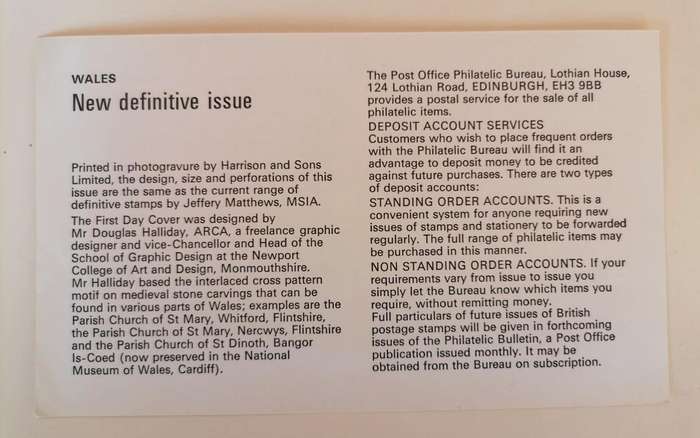 WALES
New definitive issue
Printed in photogravure by Harrison and Sons
Limited, the design, size and perforations of this
issue are the same as the current range of
definitive stamps by Jeffery Matthews, MSIA.
The First Day Cover was designed by
Mr Douglas Halliday, ARCA, a freelance graphic
designer and vice-Chancellor and Head of the
School of Graphic Design at the Newport
College of Art and Design, Monmouthshire.
Mr Halliday based the interlaced cross pattern
motif on medieval stone carvings that can be
found in various parts of Wales; examples are the
Parish Church of St Mary, Whitford, Flintshire,
the Parish Church of St Mary, Nercwys, Flintshire
and the Parish Church of St Dinoth, Bangor
Is-Coed (now preserved in the National
Museum of Wales, Cardiff).
The Post Office Philatelic Bureau, Lothian House,
124 Lothian Road, EDINBURGH, EH3 9BB
provides a postal service for the sale of all
philatelic items.
DEPOSIT ACCOUNT SERVICES
Customers who wish to place frequent orders
with the Philatelic Bureau will find it an
advantage to deposit money to be credited
against future purchases. There are two types
of deposit accounts:
STANDING ORDER ACCOUNTS. This is a
convenient system for anyone requiring new
issues of stamps and stationery to be forwarded
regularly. The full range of philatelic items may
be purchased in this manner.
NON STANDING ORDER ACCOUNTS. If your
requirements vary from issue to issue you
simply let the Bureau know which items you
require, without remitting money.
Full particulars of future issues of British
postage stamps will be given in forthcoming
issues of the Philatelic Bulletin, a Post Office
publication issued monthly. It may be
obtained from the Bureau on subscription.